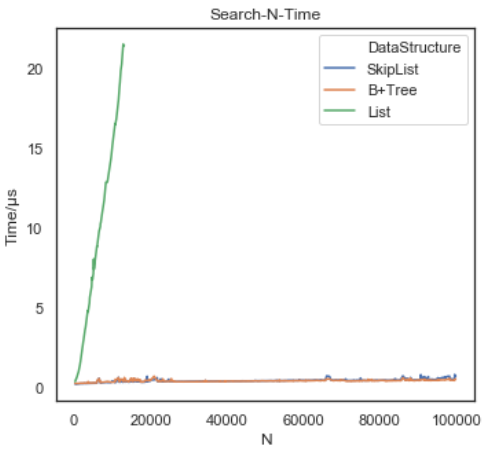 Search-N-Time
DataStructure
SkipList
B+Tree
List
20
15
10
5
0
Time/µs
0 20000 40000 60000 80000 100000
N